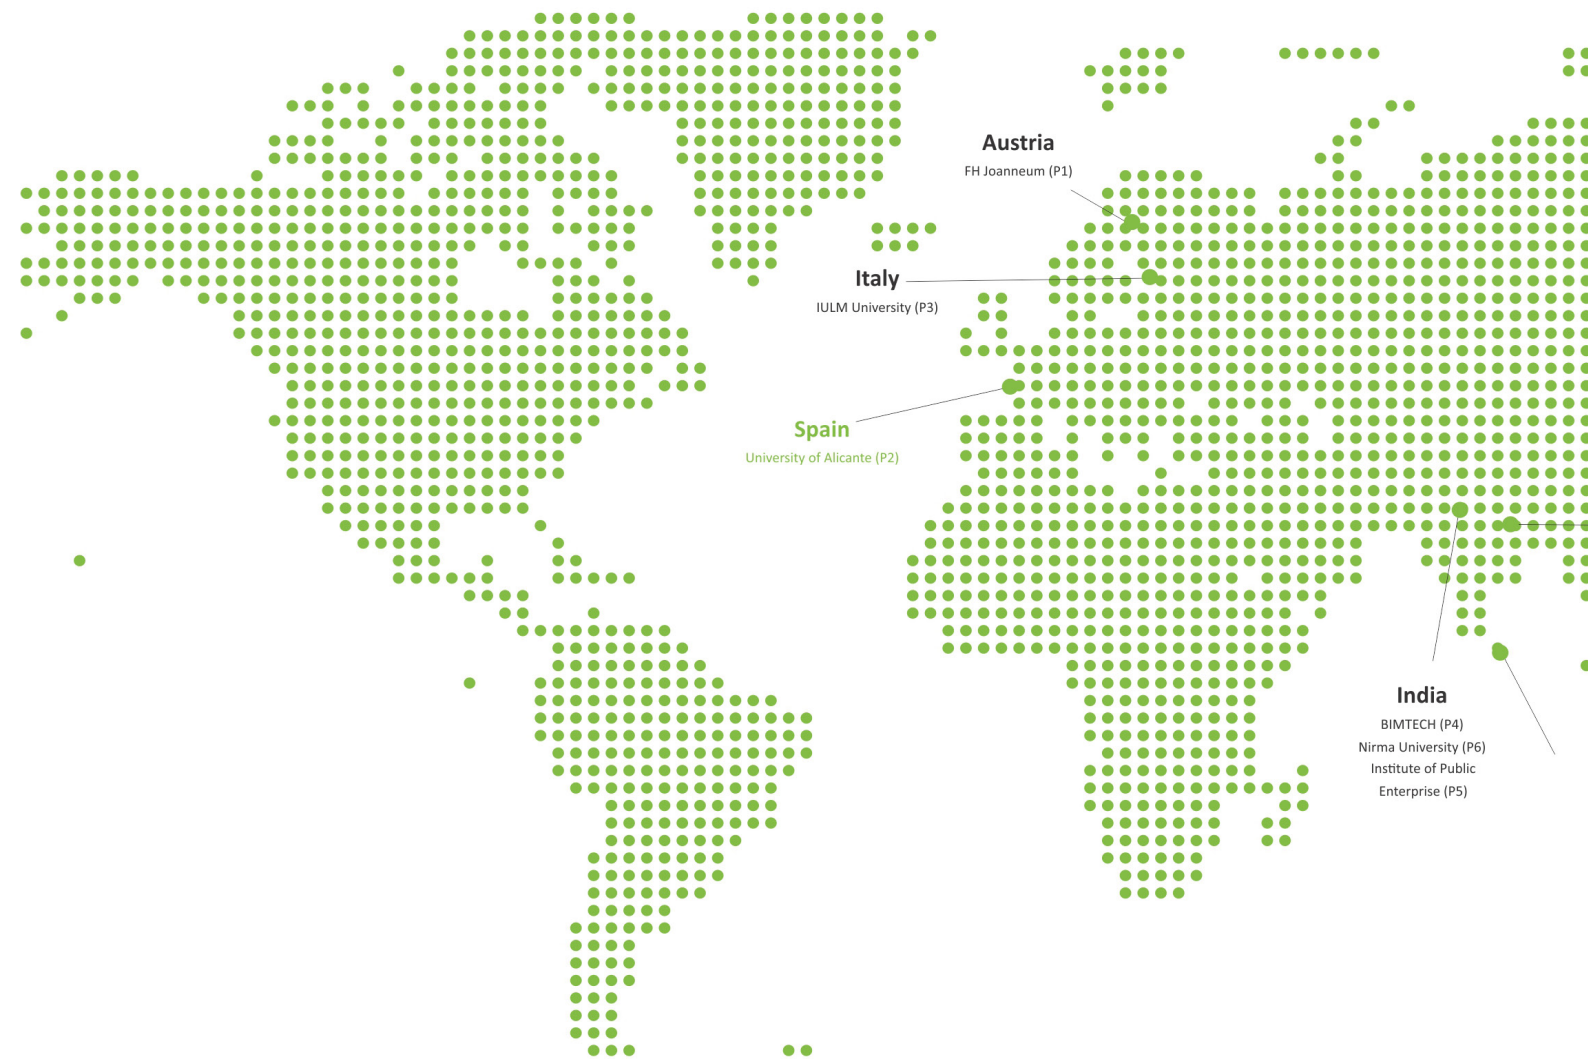 Austria
FH Joanneum (P1)
Italy
IULM University (P3)
Spain
University of Alicante (P2)
India
BIMTECH (P4)
Nirma University (P6)
Institute of Public
Enterprise (P5)